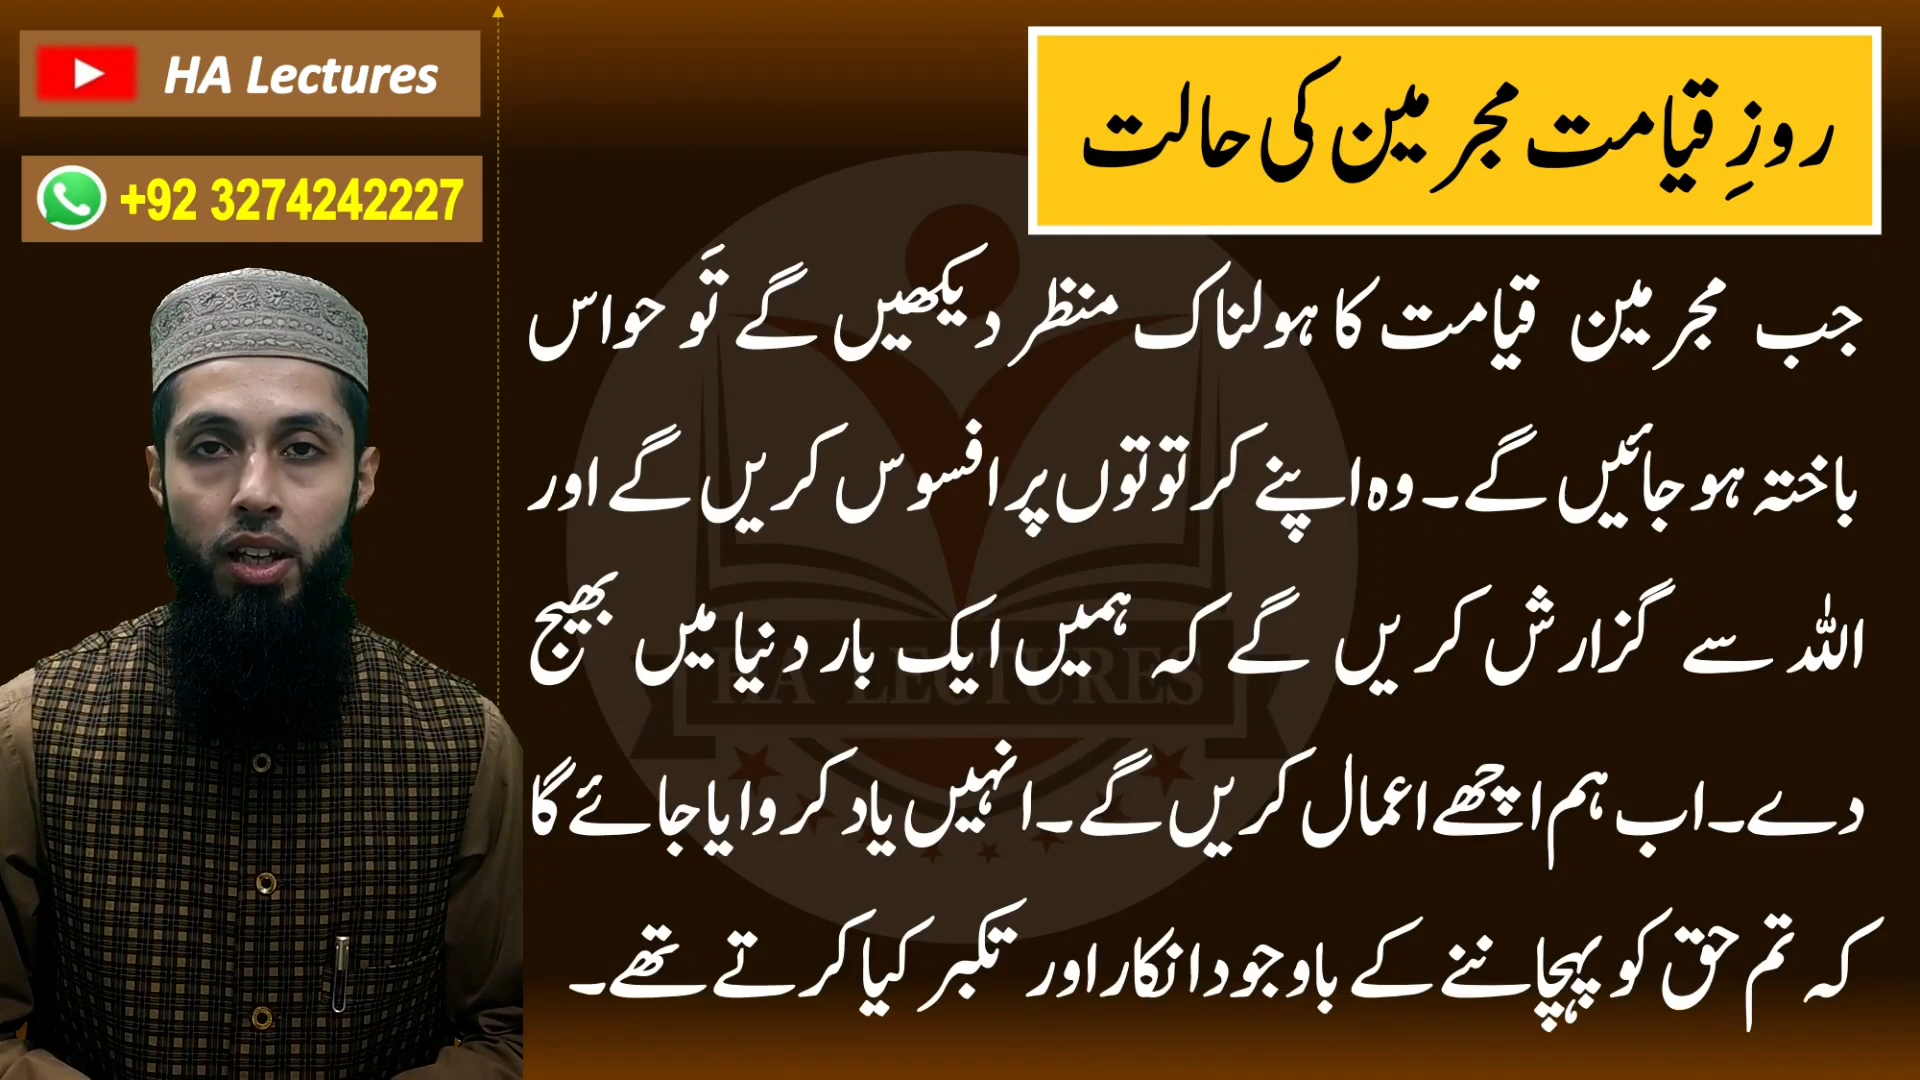 HA Lectures
+92 3274242227
روزِ قیامت مجرمین کی حالت
جب مجرمین قیامت کا ہولناک منظر دیکھیں گے تَو حواس
باختہ ہو جائیں گے۔ وہ اپنے کرتوتوں پر افسوس کریں گے اور
اللہ سے گزارش کریں گے کہ ہمیں ایک بار دنیا میں بھیج
دے۔ اب ہم اچھے اعمال کریں گے۔ انہیں یاد کروایا جائے گا
کہ تم حق کو پہچاننے کے باوجود انکار اور تکبر کیا کرتے تھے۔
HA LECTURES